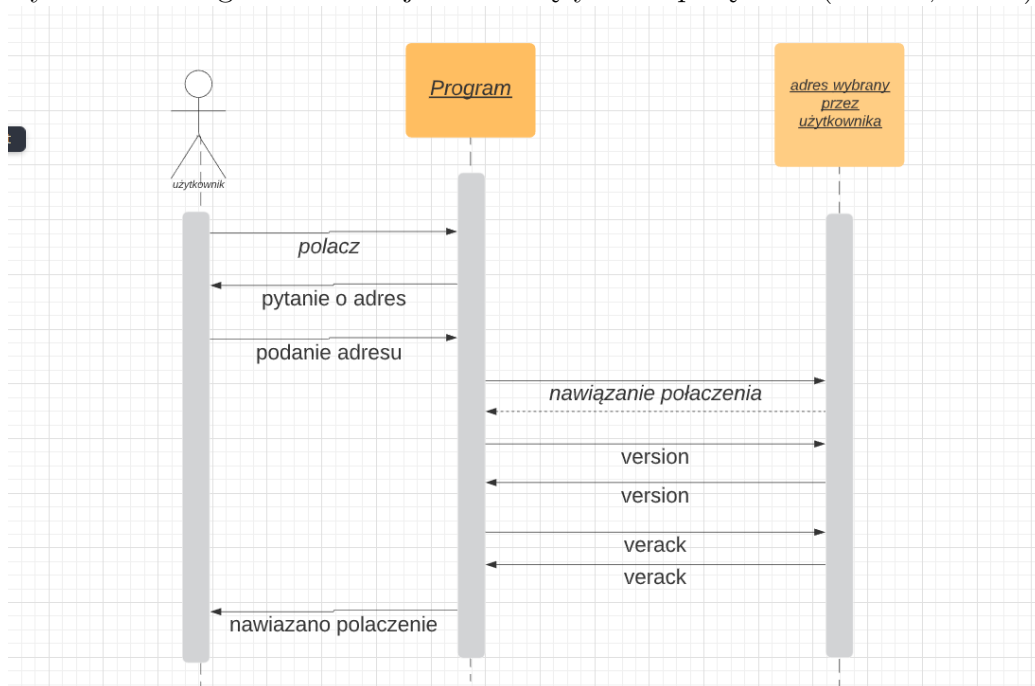 Program
adres wybrany
przez
użytkownika
użytkownik
polacz
pytanie o adres
podanie adresu
nawiązanie połaczenia
version
version
verack
verack
nawiazano polaczenie